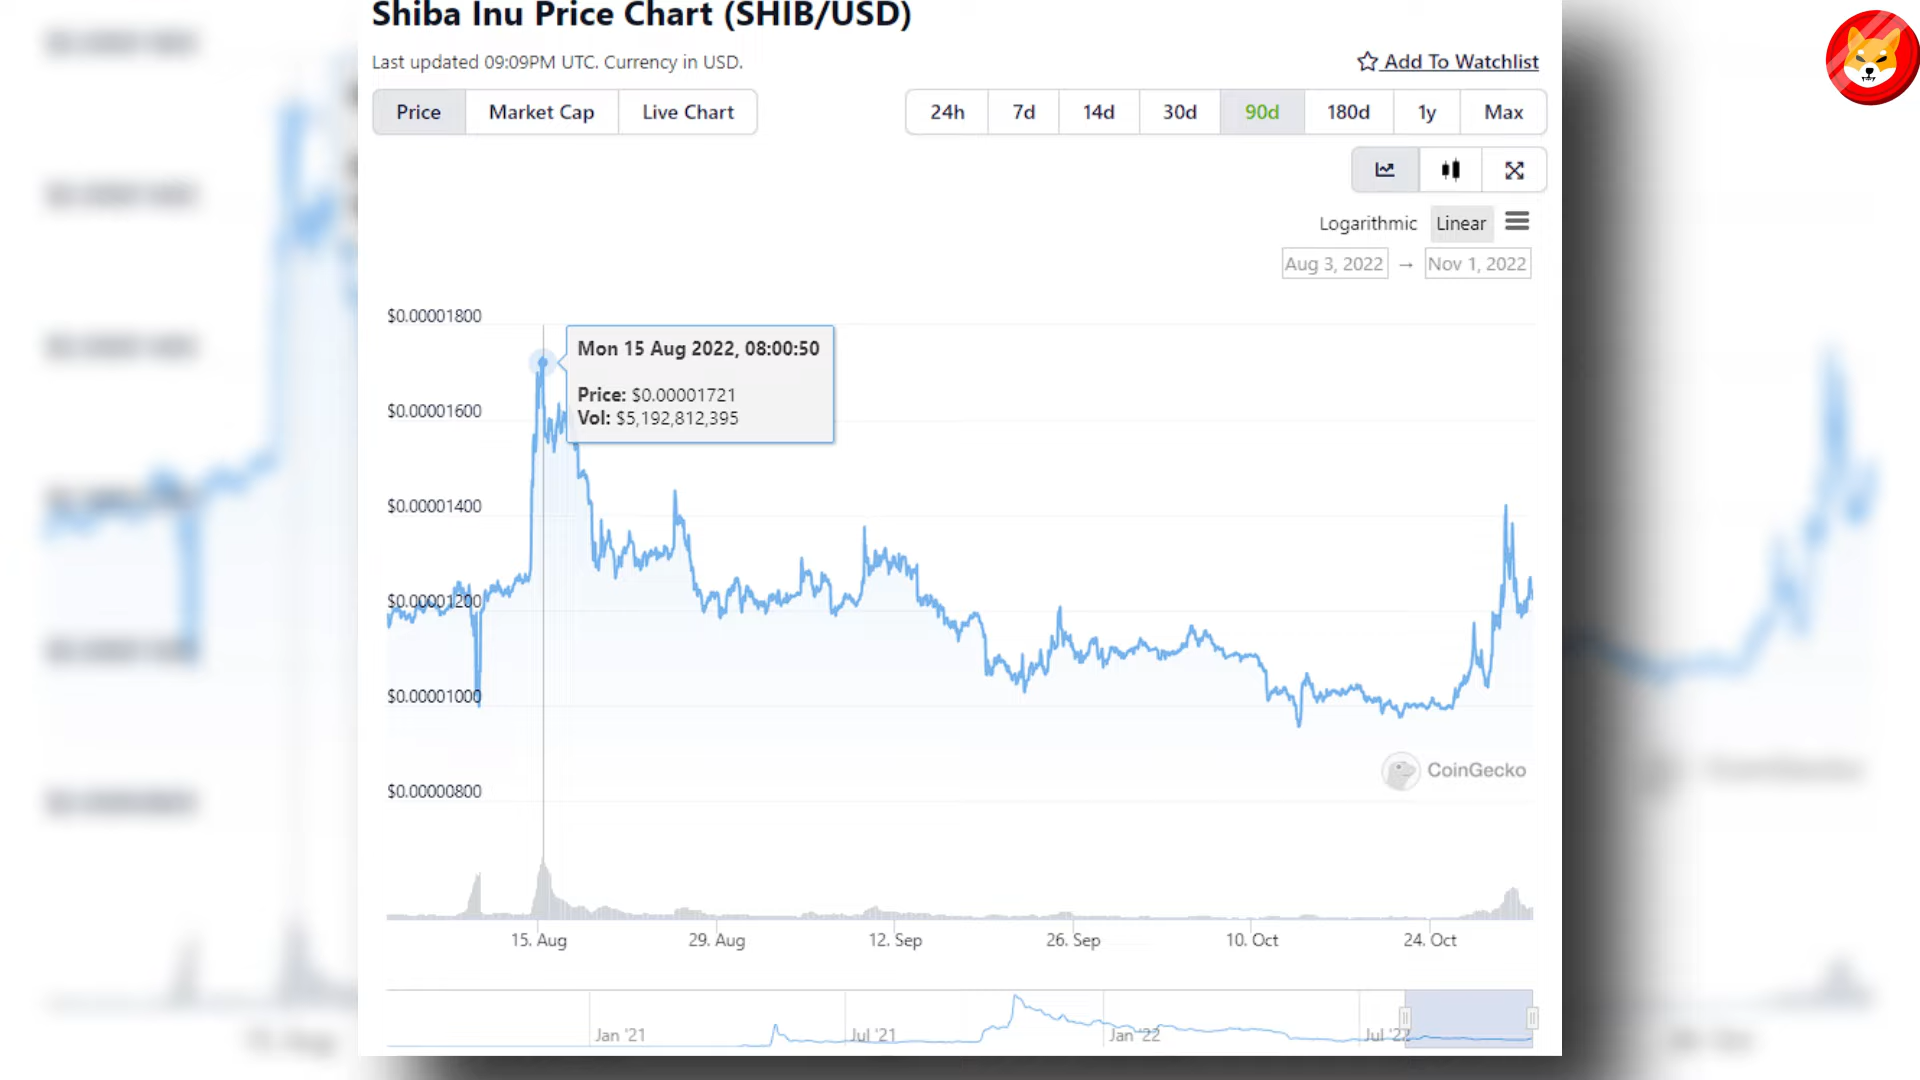 Shiba Inu Price Chart (SHIB/USD)
Last updated 09:09PM UTC. Currency in USD.
Add To Watchlist
Price Market Cap Live Chart
24h 7d 14d 30d 90d 180d 1y Max
Logarithmic Linear
Aug 3, 2022 → Nov 1, 2022
$0.00001800
Mon 15 Aug 2022, 08:00:50
Price: $0.00001721
Vol: $5,192,812,395
$0.00001600
$0.00001400
$0.00001200
$0.00001000
CoinGecko
$0.00000800
15. Aug 29. Aug 12. Sep 26. Sep 10. Oct 24. Oct
Jan '21 Jul '21 Jan '22 Jul '22